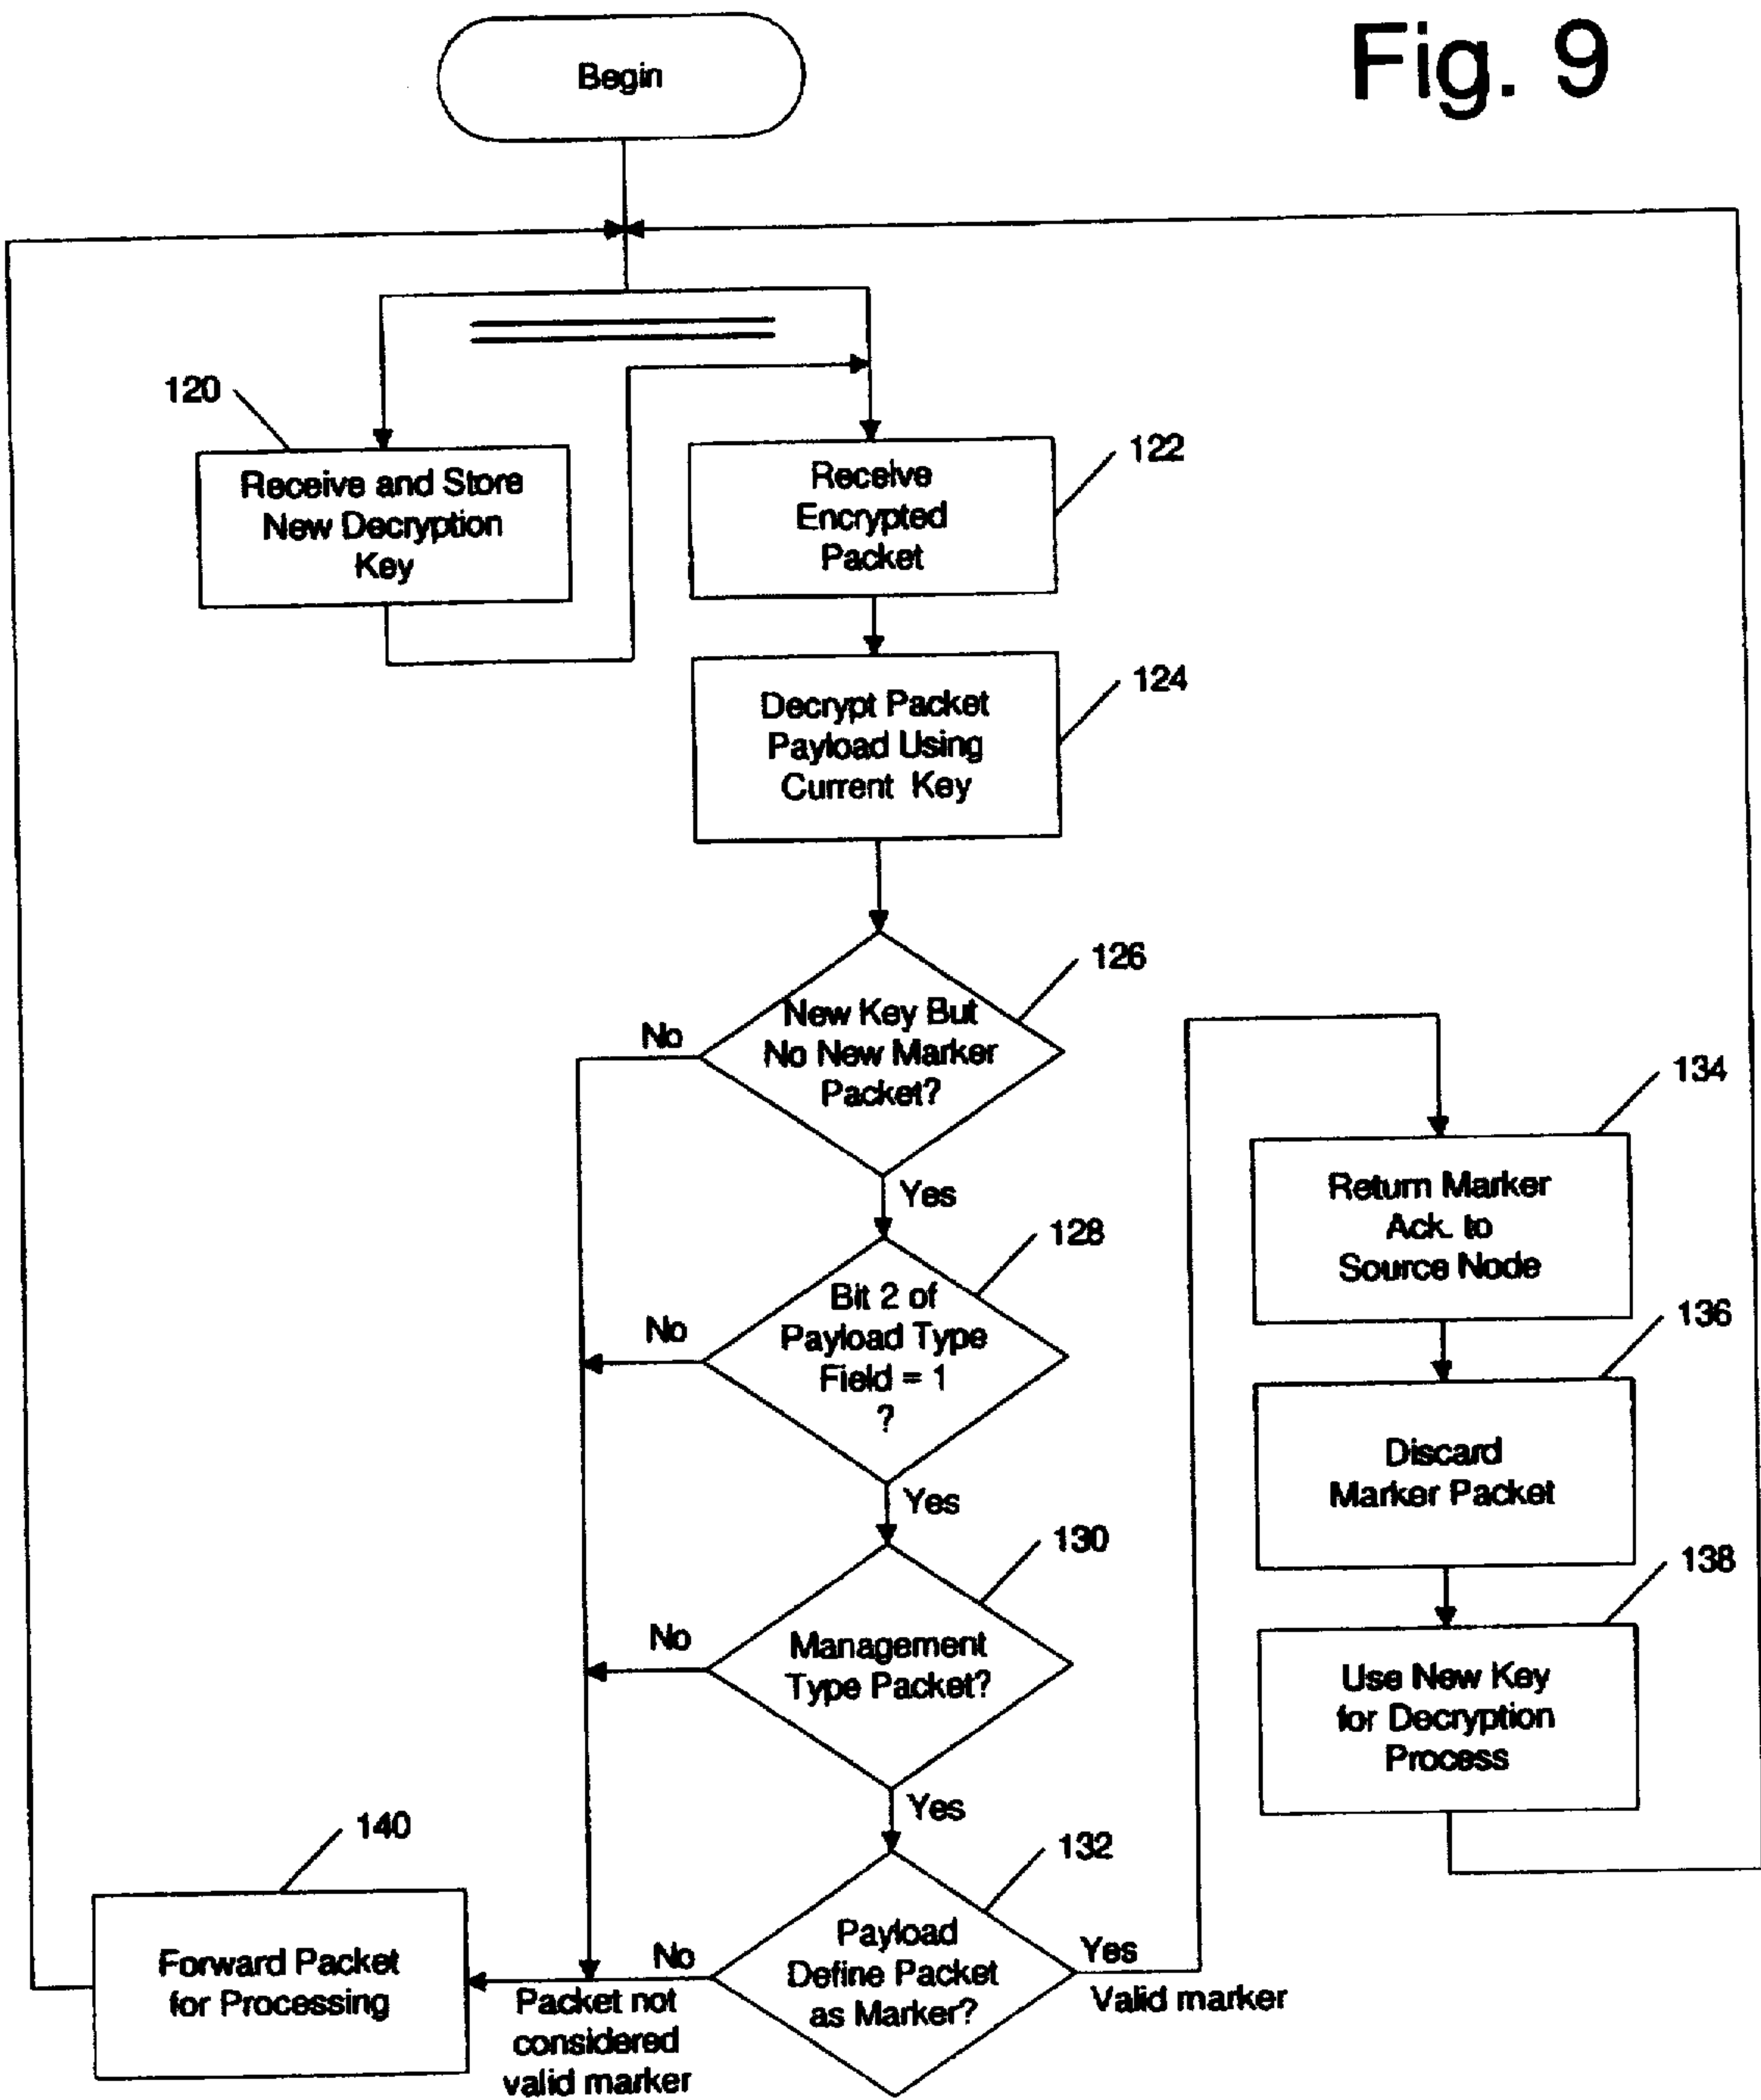 Fig. 9
Begin
120
Receive and Store
New Decryption
Key
122
Receive
Encrypted
Packet
124
Decrypt Packet
Payload Using
Current Key
126
New Key But
No New Marker
Packet?
No
Yes
128
Bit 2 of
Payload Type
Field = 1
?
No
Yes
130
Management
Type Packet?
No
Yes
132
Payload
Define Packet
as Marker?
No
Packet not
considered
valid marker
Yes
Valid marker
134
Return Marker
Ack. to
Source Node
136
Discard
Marker Packet
138
Use New Key
for Decryption
Process
140
Forward Packet
for Processing